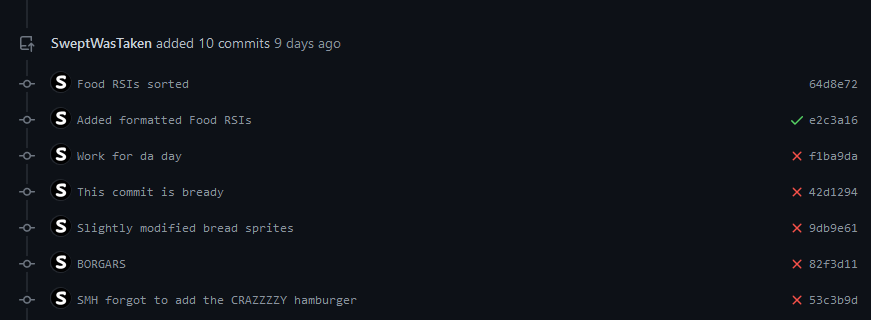 SweptWasTaken added 10 commits 9 days ago
S Food RSIs sorted 64d8e72
S Added formatted Food RSIs e2c3a16
S Work for da day f1ba9da
S This commit is bready 42d1294
S Slightly modified bread sprites 9db9e61
S BORGARS 82f3d11
S SMH forgot to add the CRAZZZZY hamburger 53c3b9d